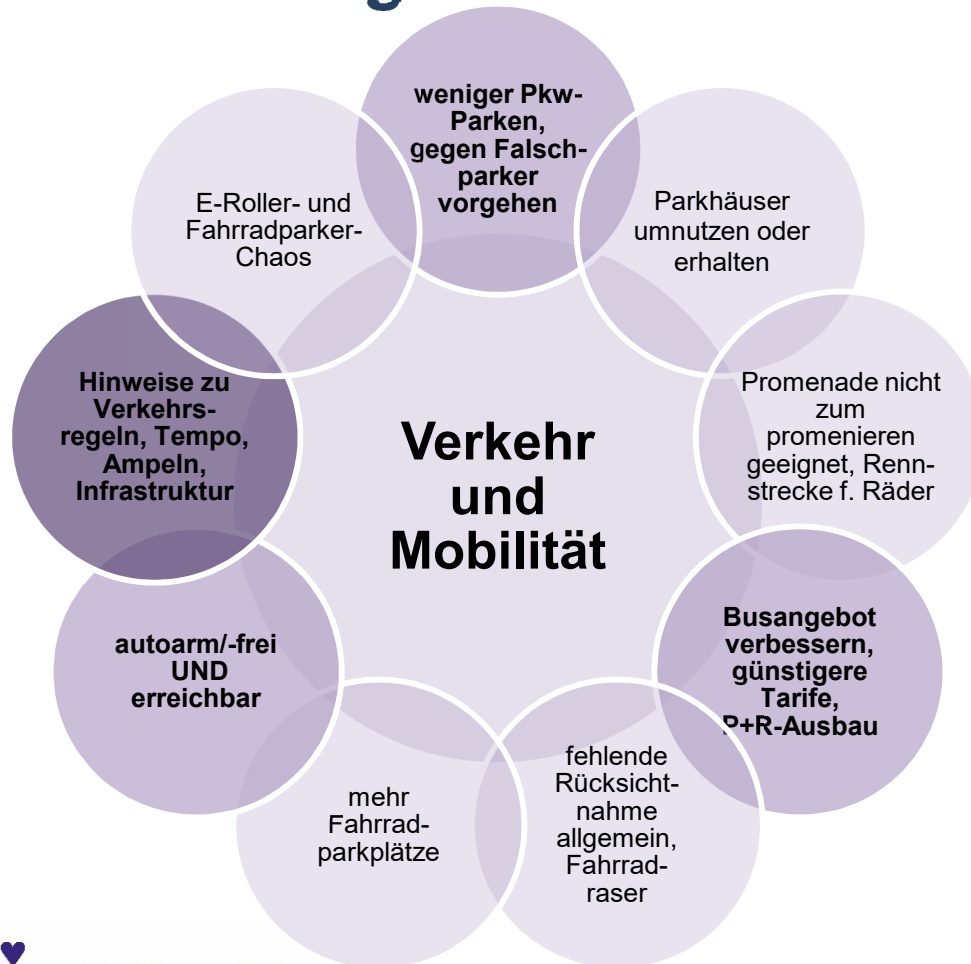 weniger Pkw-
Parken,
gegen Falsch-
parker
vorgehen
Parkhäuser
umnutzen oder
erhalten
Promenade nicht
zum
promenieren
geeignet, Renn-
strecke f. Räder
Busangebot
verbessern,
günstigere
Tarife,
P+R-Ausbau
fehlende
Rücksicht-
nahme
allgemein,
Fahrrad-
raser
mehr
Fahrrad-
parkplätze
autoarm/-frei
UND
erreichbar
Hinweise zu
Verkehrs-
regeln, Tempo,
Ampeln,
Infrastruktur
E-Roller- und
Fahrradparker-
Chaos
Verkehr
und
Mobilität